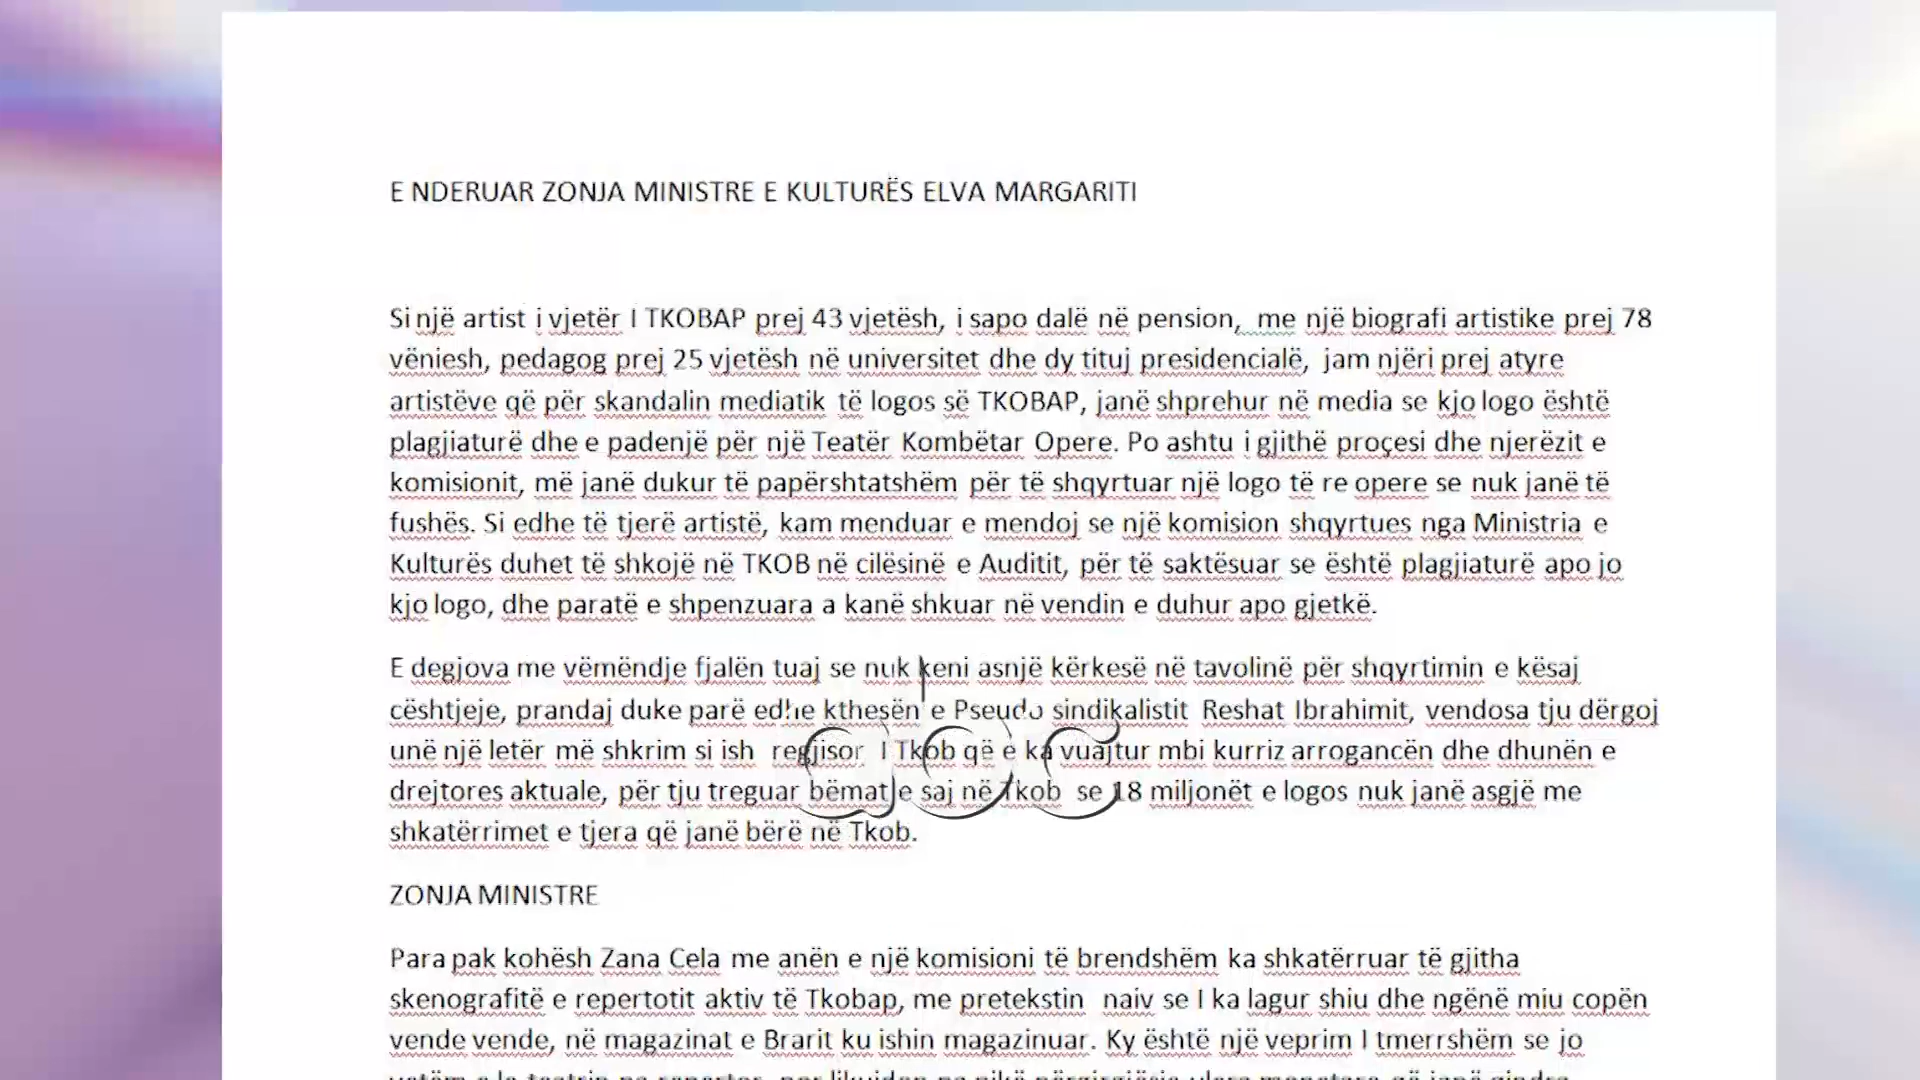 E NDERUAR ZONJA MINISTRE E KULTURËS ELVA MARGARITI
Si një artist i vjetër I TKOBAP prej 43 vjetësh, i sapo dalë në pension, me një biografi artistike prej 78
vëniesh, pedagog prej 25 vjetësh në universitet dhe dy tituj presidencialë, jam njëri prej atyre
artistëve që për skandalin mediatik të logos së TKOBAP, janë shprehur në media se kjo logo është
plagjiaturë dhe e padenjë për një Teatër Kombëtar Opere. Po ashtu i gjithë proçesi dhe njerëzit e
komisionit, më janë dukur të papërshtatshëm për të shqyrtuar një logo të re opere se nuk janë të
fushës. Si edhe të tjerë artistë, kam menduar e mendoj se një komision shqyrtues nga Ministria e
Kulturës duhet të shkojë në TKOB në cilësinë e Auditit, për të saktësuar se është plagjiaturë apo jo
kjo logo, dhe paratë e shpenzuara a kanë shkuar në vendin e duhur apo gjetkë.
E degjova me vëmëndje fjalën tuaj se nuk keni asnjë kërkesë në tavolinë për shqyrtimin e kësaj
cështjeje, prandaj duke parë edhe kthesën e Pseudo sindikalistit Reshat Ibrahimit, vendosa tju dërgoj
unë një letër më shkrim si ish regjisor I Tkob që e ka vuajtur mbi kurriz arrogancën dhe dhunën e
drejtores aktuale, për tju treguar bëmat e saj në Tkob se 18 miljonët e logos nuk janë asgjë me
shkatërrimet e tjera që janë bërë në Tkob.
ZONJA MINISTRE
Para pak kohësh Zana Cela me anën e një komisioni të brendshëm ka shkatërruar të gjitha
skenografitë e repertotit aktiv të Tkobap, me pretekstin naiv se I ka lagur shiu dhe ngënë miu copën
vende vende, në magazinat e Brarit ku ishin magazinuar. Ky është një veprim I tmerrshëm se jo